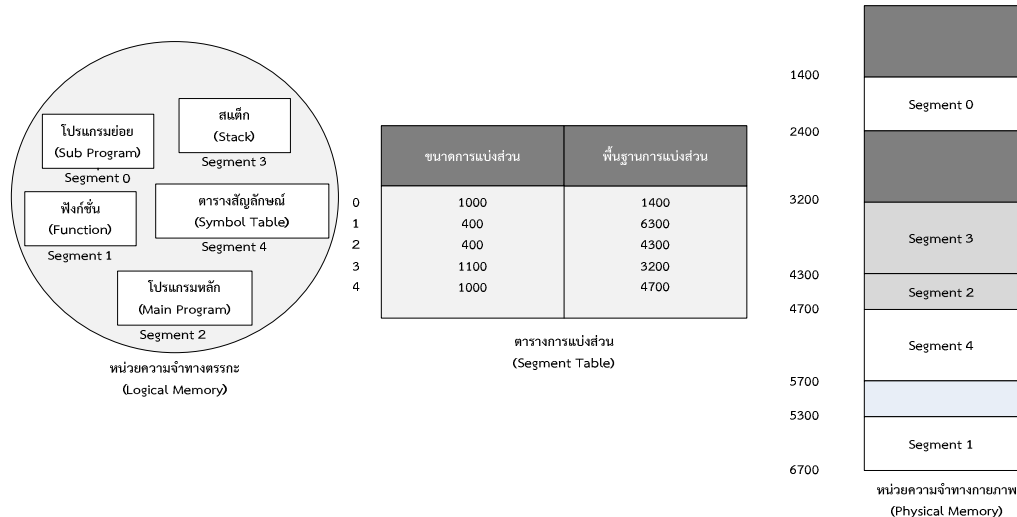 โปรแกรมย่อย
(Sub Program)
Segment 0
สแต็ก
(Stack)
Segment 3
ฟังก์ชั่น
(Function)
Segment 1
ตารางสัญลักษณ์
(Symbol Table)
Segment 4
โปรแกรมหลัก
(Main Program)
Segment 2
หน่วยความจำทางตรรกะ
(Logical Memory)
ขนาดการแบ่งส่วน พื้นฐานการแบ่งส่วน
0 1000 1400
1 400 6300
2 400 4300
3 1100 3200
4 1000 4700
ตารางการแบ่งส่วน
(Segment Table)
1400
Segment 0
2400
3200
Segment 3
4300
Segment 2
4700
Segment 4
5700
5300
Segment 1
6700
หน่วยความจำทางกายภาพ
(Physical Memory)